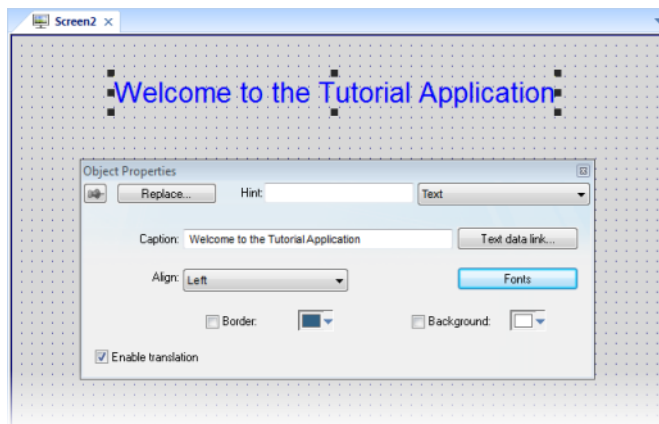 Screen2
Welcome to the Tutorial Application
Object Properties
Replace... Hint: Text
Caption: Welcome to the Tutorial Application Text data link...
Align: Left Fonts
Border: Background:
Enable translation